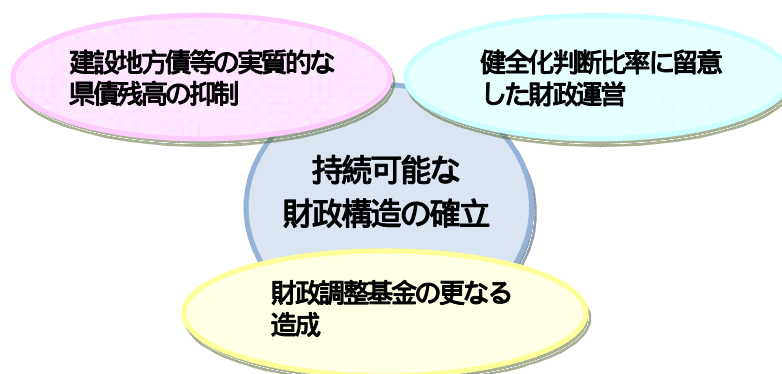 建設地方債等の実質的な
県債残高の抑制
健全化判断比率に留意
した財政運営
持続可能な
財政構造の確立
財政調整基金の更なる
造成